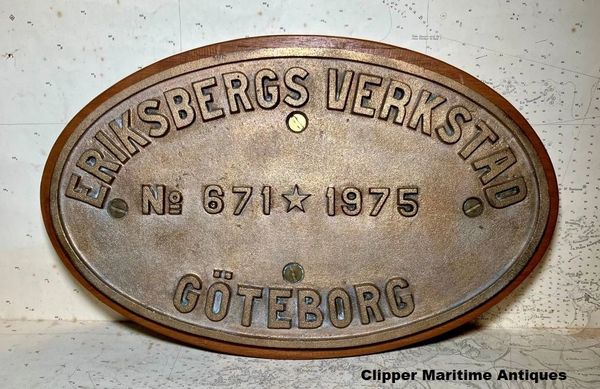 ERIKSBERGS VERKSTAD
№ 671 ★ 1975
GÖTEBORG
Clipper Maritime Antiques